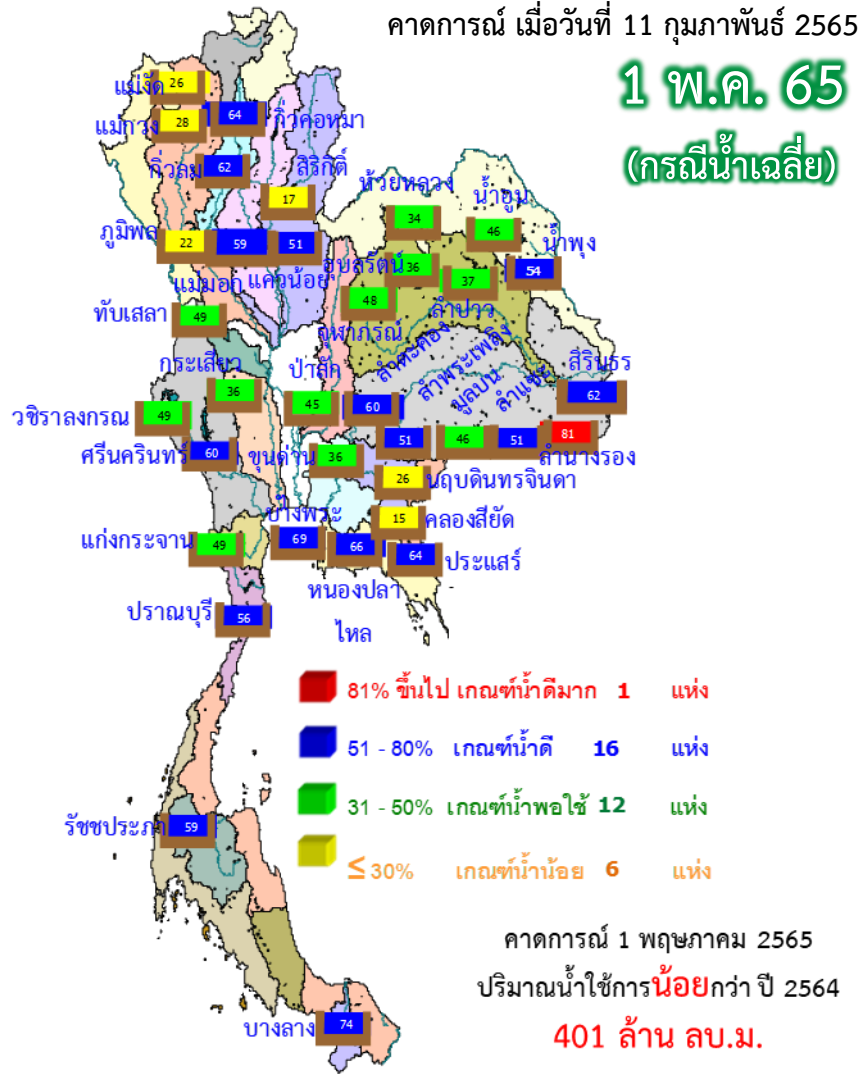 คาดการณ์ เมื่อวันที่ 11 กุมภาพันธ์ 2565
1 พ.ค. 65
(กรณีน้ำเฉลี่ย)
แม่งัด
26
กิ่วคอหมา
64
แม่กวง
28
กิ่วลม
62
สิริกิติ์
17
ห้วยหลวง
34
น้ำอูน
46
ภูมิพล
22
59
51
แม่มอก
แควน้อย
อุบลรัตน์
36
37
น้ำพุง
54
ทับเสลา
49
48
ลำปาว
จุฬาภรณ์
ลำตะคอง
ลำพระเพลิง
มูลบน
ลำแชะ
สิรินธร
62
กระเสียว
36
ป่าสัก
45
60
วชิราลงกรณ
49
ศรีนครินทร์
60
ขุนด่าน
36
51
46
51
81
ลำนางรอง
26
นฤบดินทรจินดา
บางพระ
69
15
คลองสียัด
แก่งกระจาน
49
66
64
ประแสร์
หนองปลา
ไหล
ปราณบุรี
56
81% ขึ้นไป เกณฑ์น้ำดีมาก 1 แห่ง
51 - 80% เกณฑ์น้ำดี 16 แห่ง
31 - 50% เกณฑ์น้ำพอใช้ 12 แห่ง
≤ 30% เกณฑ์น้ำน้อย 6 แห่ง
รัชชประภา
59
คาดการณ์ 1 พฤษภาคม 2565
ปริมาณน้ำใช้การน้อยกว่า ปี 2564
401 ล้าน ลบ.ม.
บางลาง
74